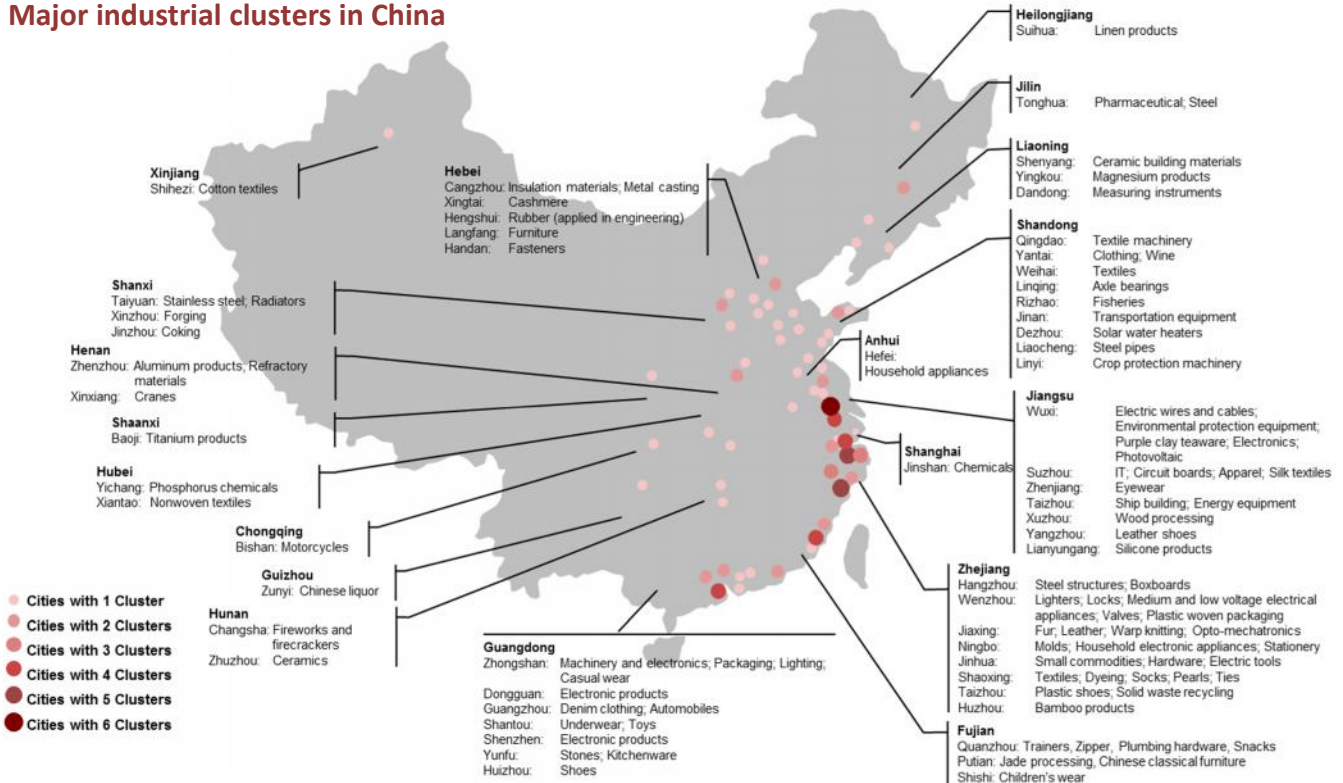 Major industrial clusters in China
Heilongjiang
Suihua: Linen products
Jilin
Tonghua: Pharmaceutical; Steel
Liaoning
Shenyang: Ceramic building materials
Yingkou: Magnesium products
Dandong: Measuring instruments
Shandong
Qingdao: Textile machinery
Yantai: Clothing; Wine
Weihai: Textiles
Linqing: Axle bearings
Rizhao: Fisheries
Jinan: Transportation equipment
Dezhou: Solar water heaters
Liaocheng: Steel pipes
Linyi: Crop protection machinery
Xinjiang
Shihezi: Cotton textiles
Hebei
Cangzhou: Insulation materials; Metal casting
Xingtai: Cashmere
Hengshui: Rubber (applied in engineering)
Langfang: Furniture
Handan: Fasteners
Shanxi
Taiyuan: Stainless steel; Radiators
Xinzhou: Forging
Jinzhou: Coking
Henan
Zhenzhou: Aluminum products; Refractory
materials
Xinxiang: Cranes
Shaanxi
Baoji: Titanium products
Hubei
Yichang: Phosphorus chemicals
Xiantao: Nonwoven textiles
Chongqing
Bishan: Motorcycles
Guizhou
Zunyi: Chinese liquor
Hunan
Changsha: Fireworks and
firecrackers
Zhuzhou: Ceramics
Anhui
Hefei:
Household appliances
Jiangsu
Wuxi: Electric wires and cables;
Environmental protection equipment;
Purple clay teaware; Electronics;
Photovoltaic
Suzhou: IT; Circuit boards; Apparel; Silk textiles
Zhenjiang: Eyewear
Taizhou: Ship building; Energy equipment
Xuzhou: Wood processing
Yangzhou: Leather shoes
Lianyungang: Silicone products
Shanghai
Jinshan: Chemicals
Zhejiang
Hangzhou: Steel structures; Boxboards
Wenzhou: Lighters; Locks; Medium and low voltage electrical
appliances; Valves; Plastic woven packaging
Jiaxing: Fur; Leather; Warp knitting; Opto-mechatronics
Ningbo: Molds; Household electronic appliances; Stationery
Jinhua: Small commodities; Hardware; Electric tools
Shaoxing: Textiles; Dyeing; Socks; Pearls; Ties
Taizhou: Plastic shoes; Solid waste recycling
Huzhou: Bamboo products
Fujian
Quanzhou: Trainers, Zipper, Plumbing hardware, Snacks
Putian: Jade processing, Chinese classical furniture
Shishi: Children's wear
Guangdong
Zhongshan: Machinery and electronics; Packaging; Lighting;
Casual wear
Dongguan: Electronic products
Guangzhou: Denim clothing; Automobiles
Shantou: Underwear; Toys
Shenzhen: Electronic products
Yunfu: Stones; Kitchenware
Huizhou: Shoes
Cities with 1 Cluster
Cities with 2 Clusters
Cities with 3 Clusters
Cities with 4 Clusters
Cities with 5 Clusters
Cities with 6 Clusters